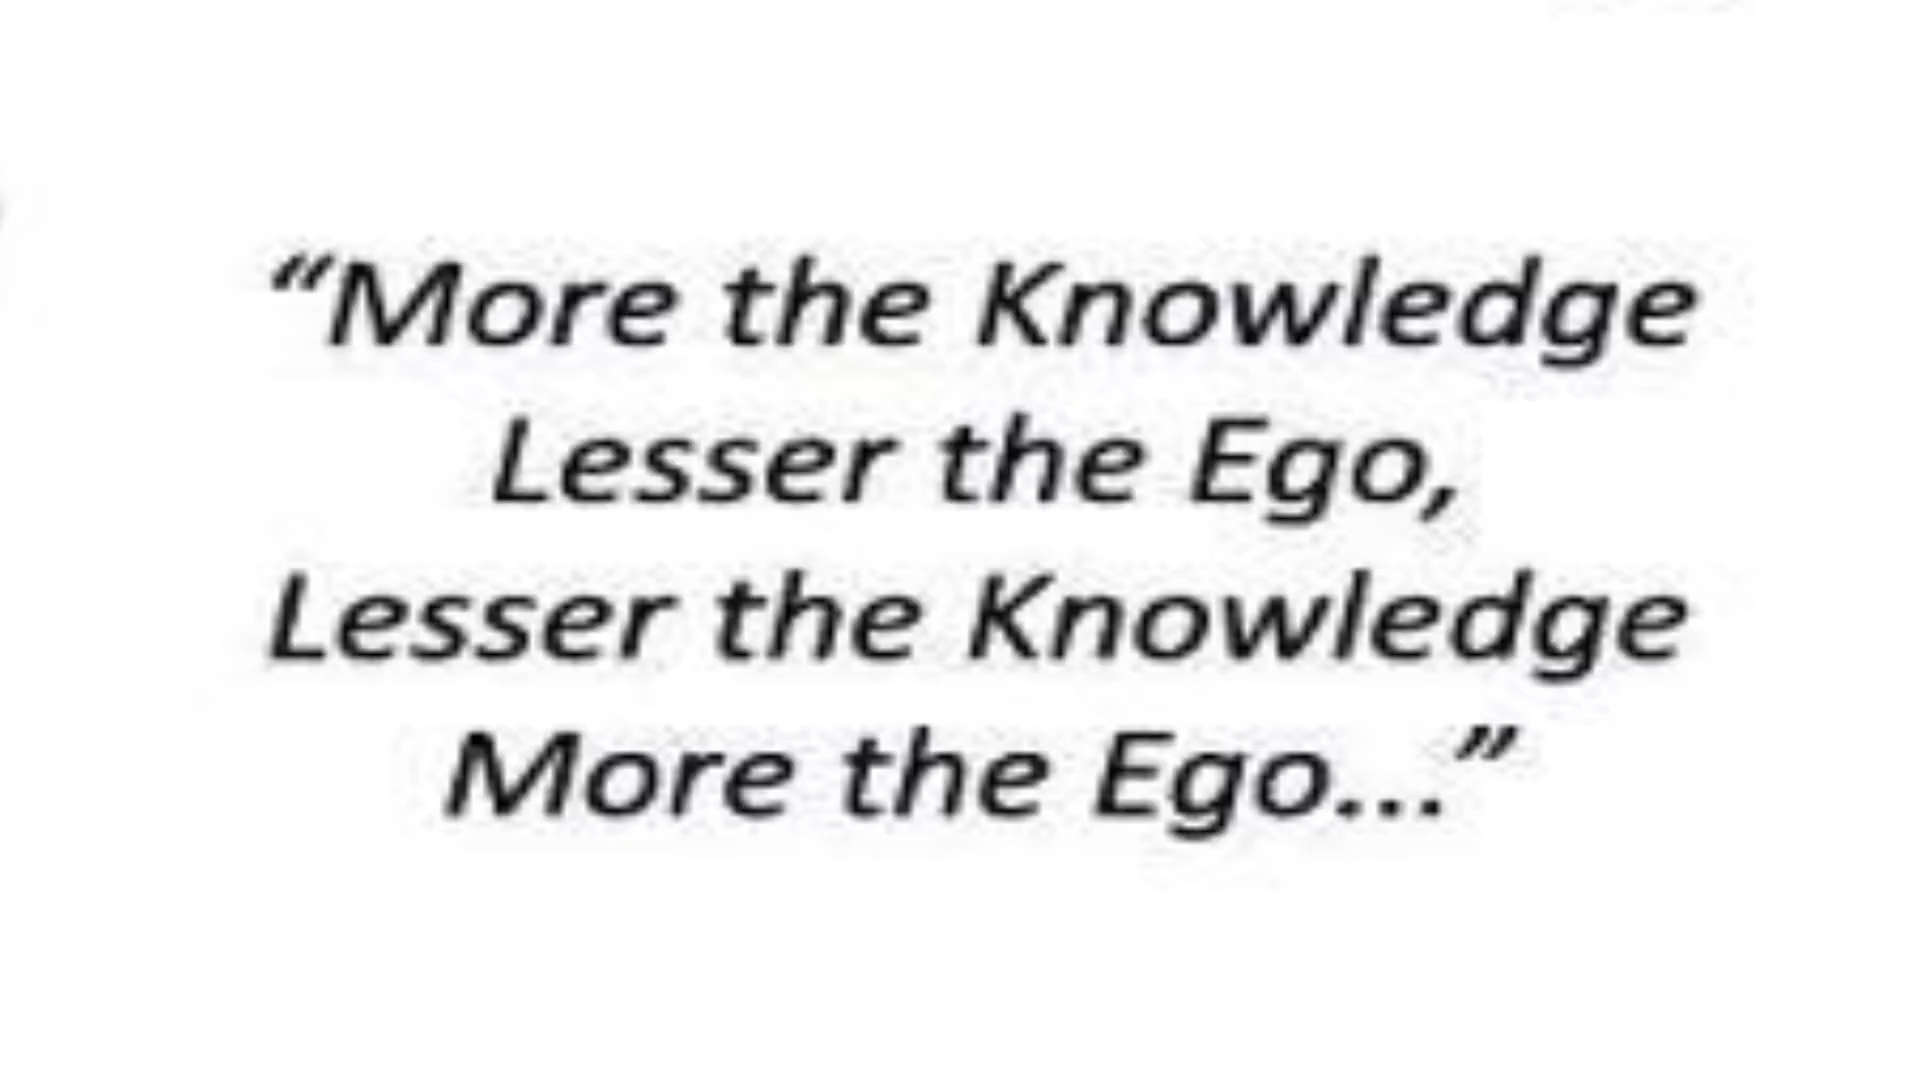 “More the Knowledge
Lesser the Ego,
Lesser the Knowledge
More the Ego...”